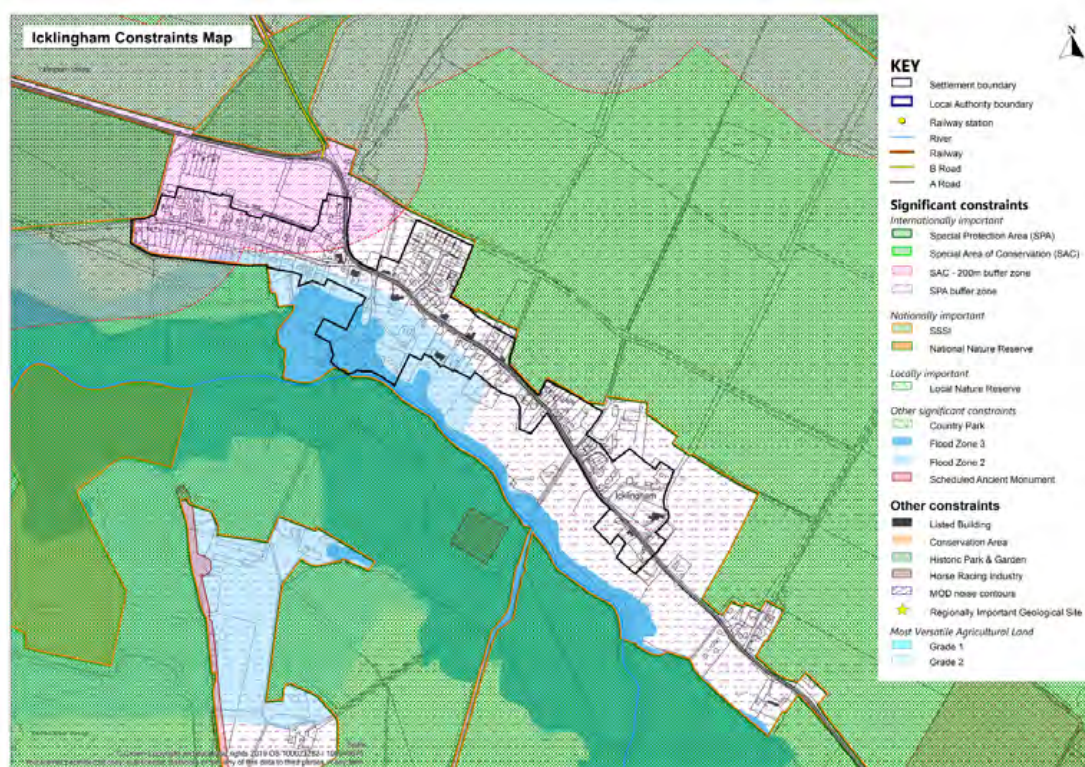 Icklingham Constraints Map
N
KEY
Settlement boundary
Local Authority boundary
Railway station
River
Railway
B Road
A Road
Significant constraints
Internationally important
Special Protection Area (SPA)
Special Area of Conservation (SAC)
SAC - 200m buffer zone
SPA buffer zone
Nationally important
SSSI
National Nature Reserve
Locally important
Local Nature Reserve
Other significant constraints
Country Park
Flood Zone 3
Flood Zone 2
Scheduled Ancient Monument
Other constraints
Listed Building
Conservation Area
Historic Park & Garden
Horse Racing Industry
MOD noise contours
Regionally Important Geological Site
Most Versatile Agricultural Land
Grade 1
Grade 2
Icklingham